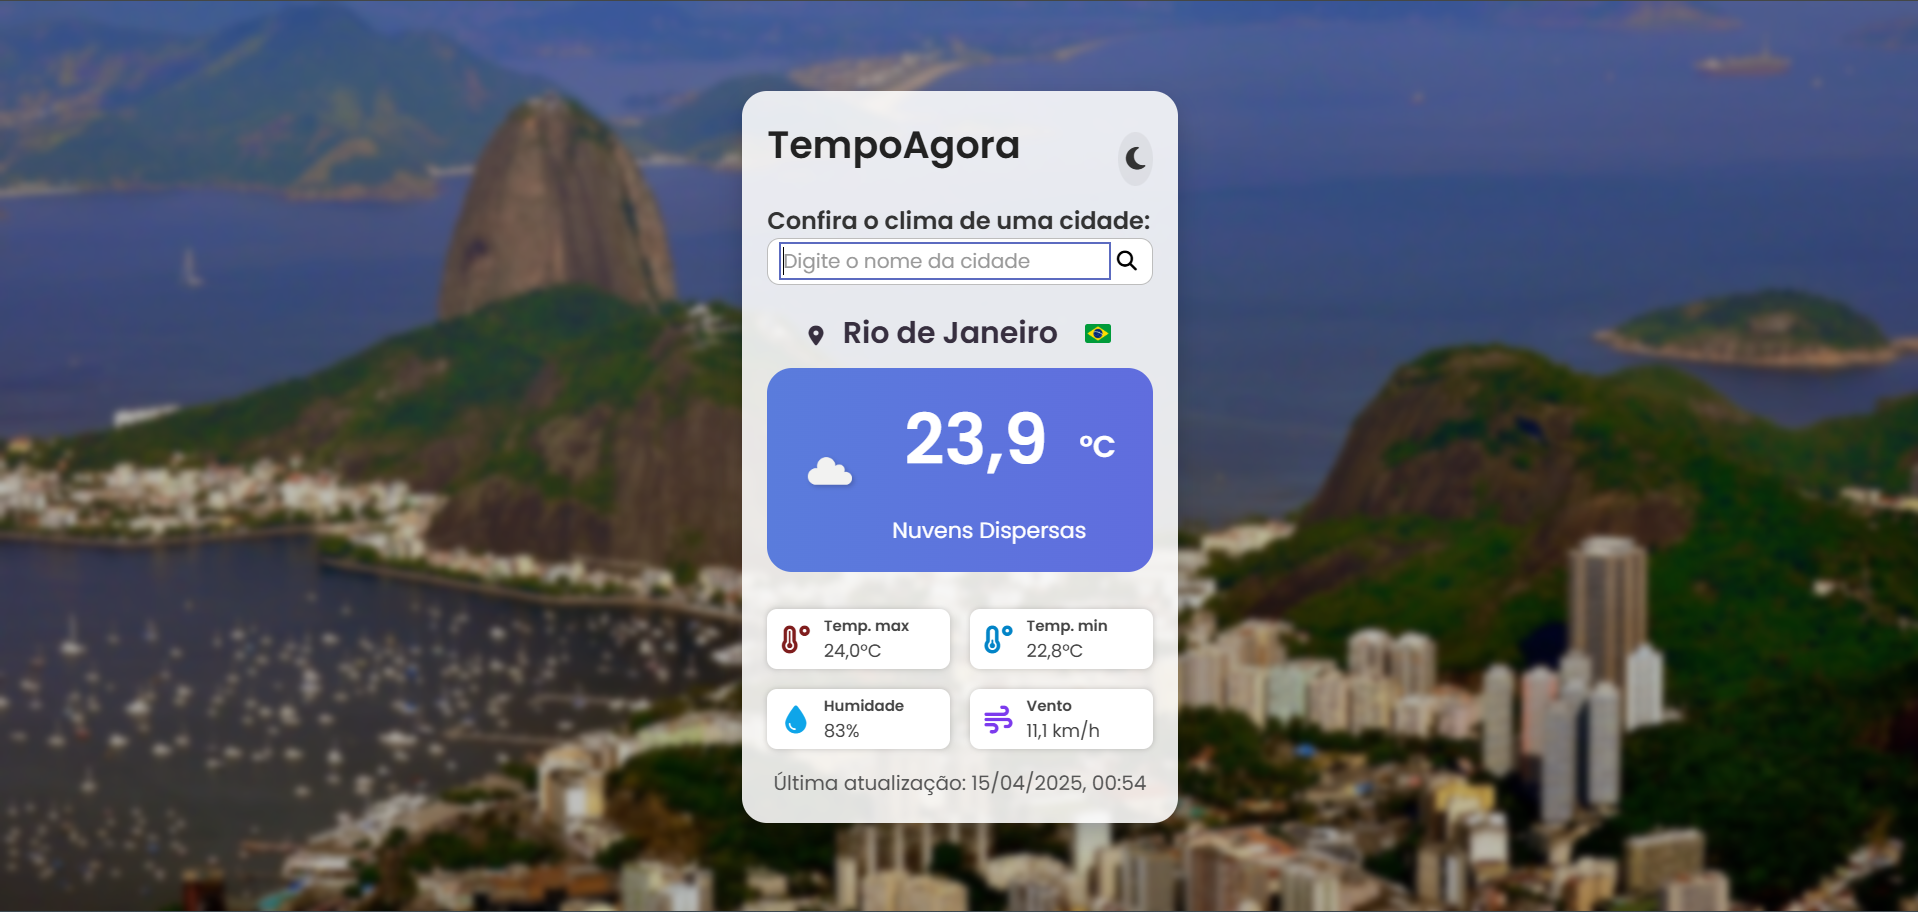 TempoAgora
Confira o clima de uma cidade:
Digite o nome da cidade
Rio de Janeiro
23,9 °C
Nuvens Dispersas
Temp. max
24,0°C
Temp. min
22,8°C
Humidade
83%
Vento
11,1 km/h
Última atualização: 15/04/2025, 00:54